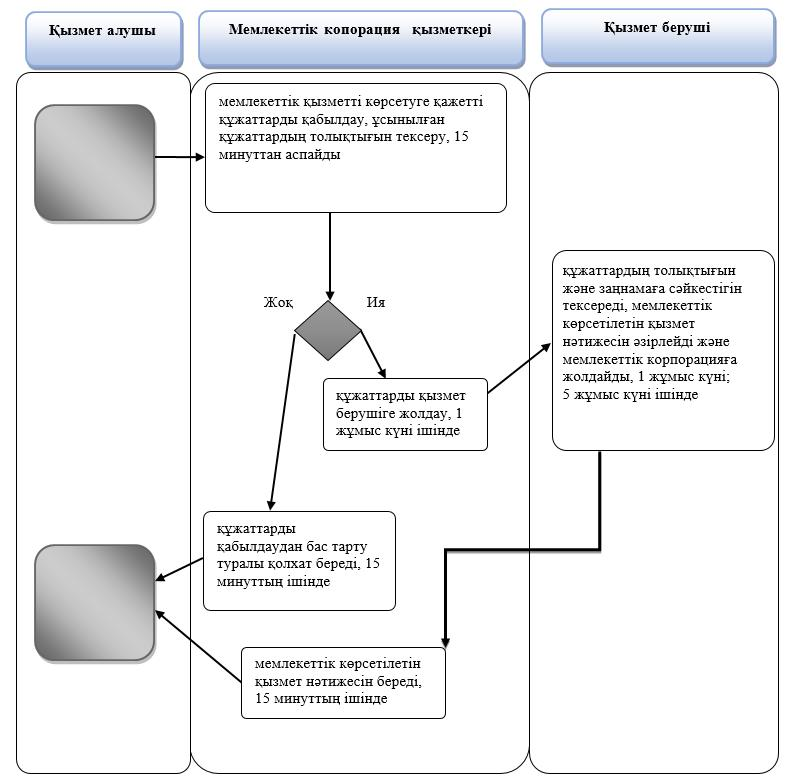 Қызмет алушы
Мемлекеттік копорация қызметкері
Қызмет беруші
мемлекеттік қызметті көрсетуге қажетті
құжаттарды қабылдау, ұсынылған
құжаттардың толықтығын тексеру, 15
минуттан аспайды
Жоқ
Ия
құжаттардың толықтығын
және заңнамаға сәйкестігін
тексереді, мемлекеттік
көрсетілетін қызмет
нәтижесін әзірлейді және
мемлекеттік корпорацияға
жолдайды, 1 жұмыс күні;
5 жұмыс күні ішінде
құжаттарды қызмет
берушіге жолдау, 1
жұмыс күні ішінде
құжаттарды
қабылдаудан бас тарту
туралы қолхат береді, 15
минуттың ішінде
мемлекеттік көрсетілетін
қызмет нәтижесін береді,
15 минуттың ішінде